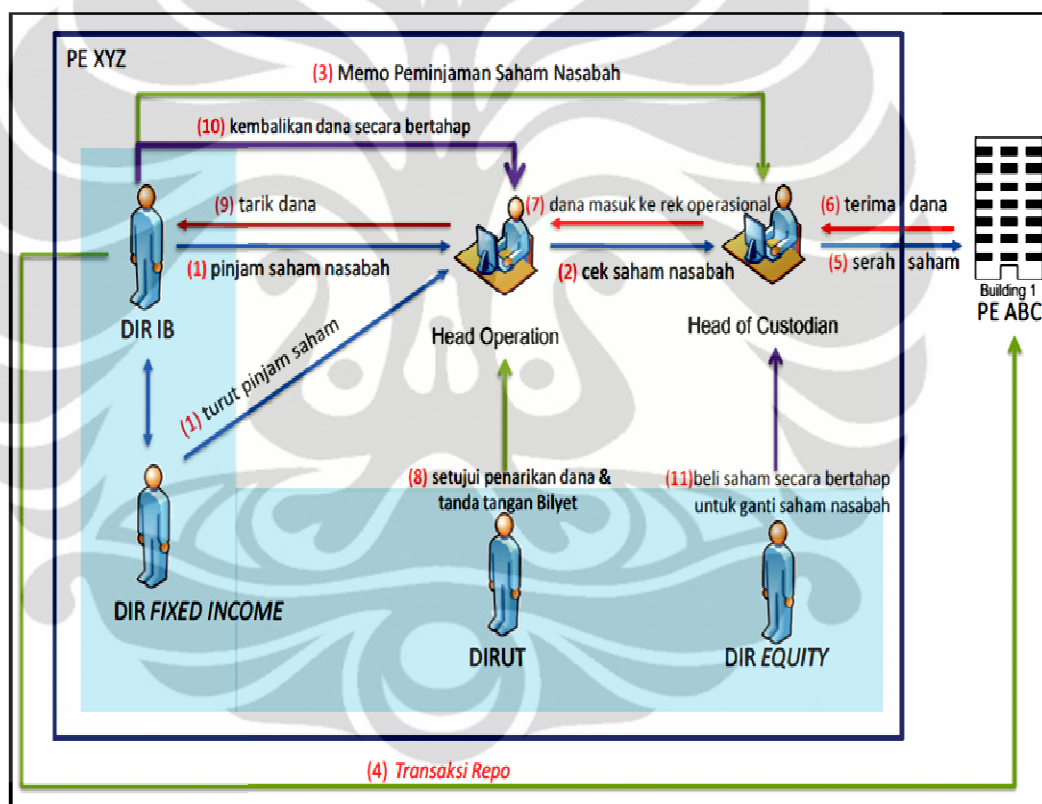 PE XYZ
(3) Memo Peminjaman Saham Nasabah
(10) kembalikan dana secara bertahap
(9) tarik dana
(7) dana masuk ke rek operasional
(6) terima dana
(1) pinjam saham nasabah
(2) cek saham nasabah
(5) serah saham
Building 1
PE ABC
DIR IB
Head Operation
Head of Custodian
(1) turut pinjam saham
(8) setujui penarikan dana &
tanda tangan Bilyet
(11) beli saham secara bertahap
untuk ganti saham nasabah
DIR FIXED INCOME
DIRUT
DIR EQUITY
(4) Transaksi Repo